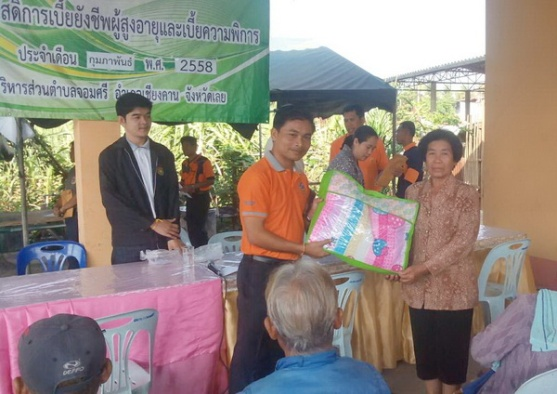 สดิการเบี้ยยังชีพผู้สูงอายุและเบี้ยความพิการ
ประจำเดือน กุมภาพันธ์ พ.ศ. 2558
ริหารส่วนตำบลจอมศรี อำเภอเชียงคาน จังหวัดเลย